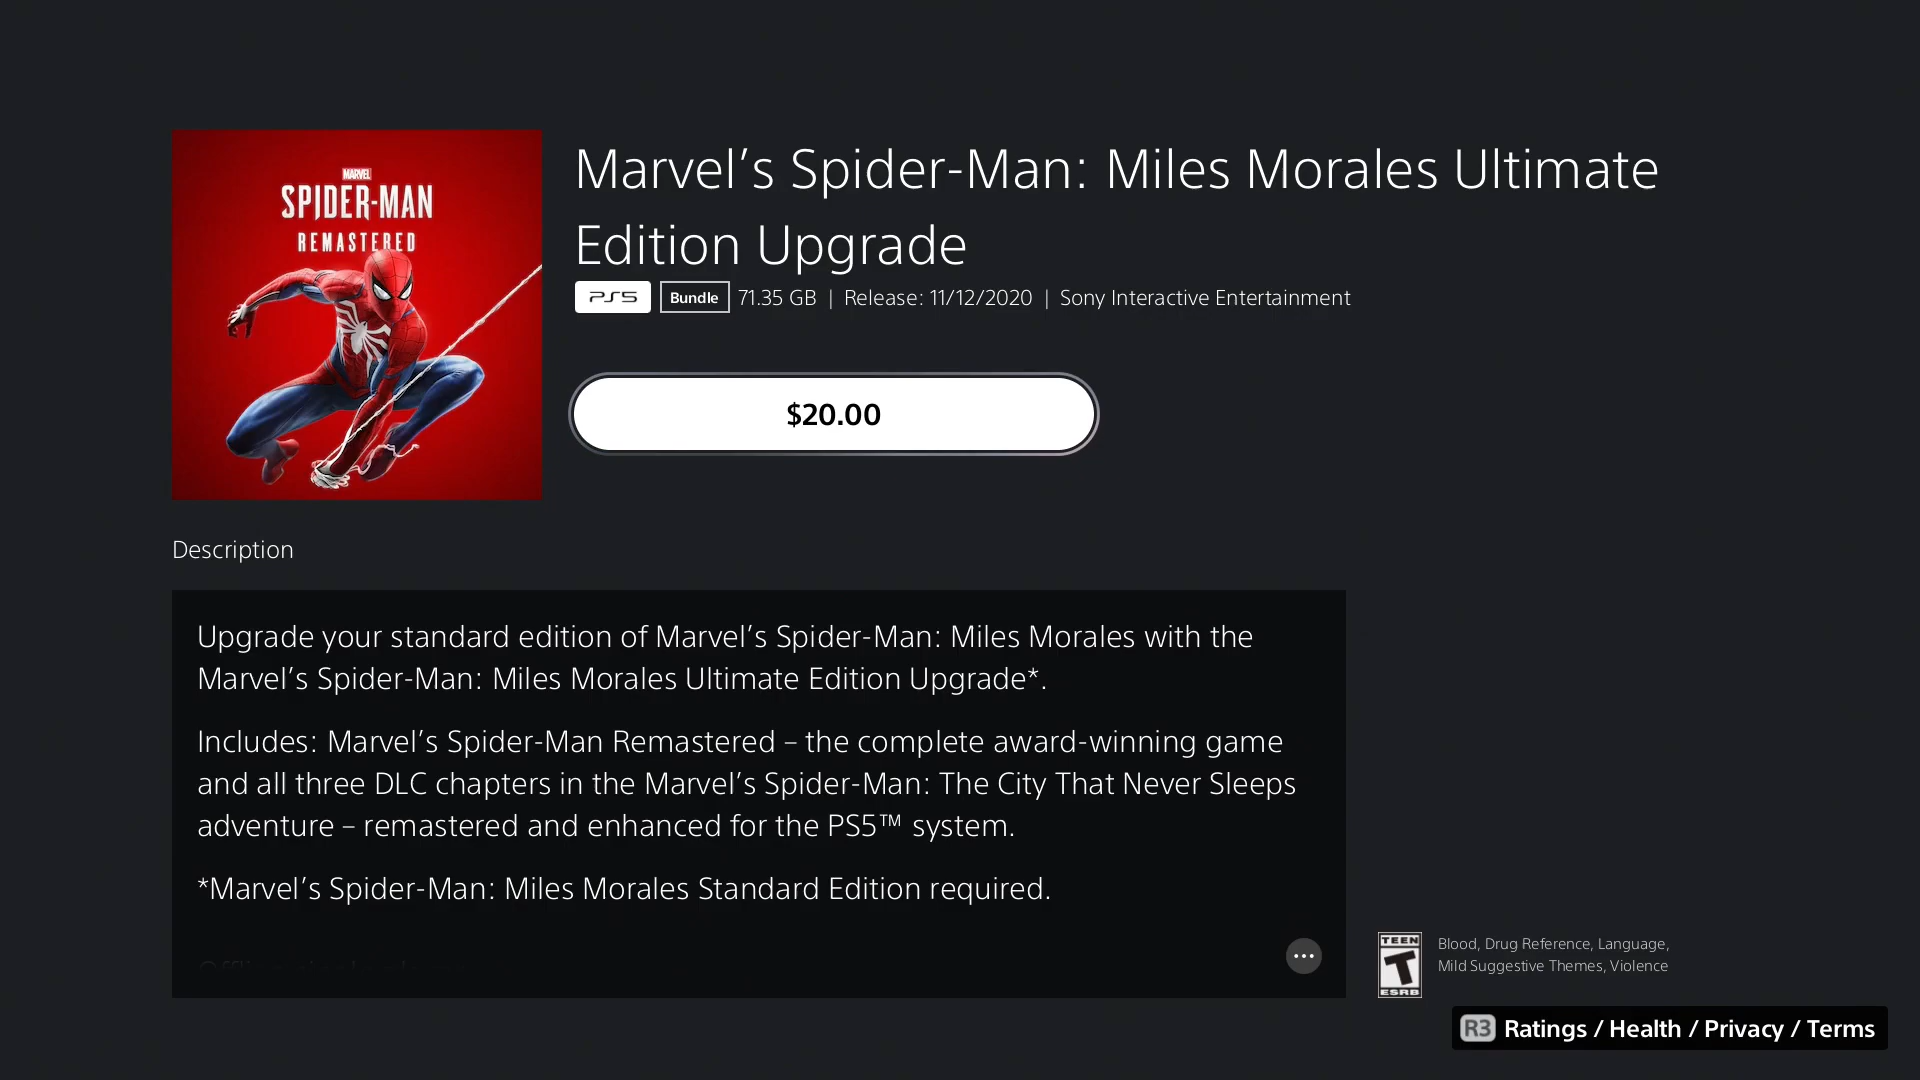 MARVEL
SPIDER-MAN
REMASTERED
Marvel’s Spider-Man: Miles Morales Ultimate
Edition Upgrade
PS5 Bundle 71.35 GB | Release: 11/12/2020 | Sony Interactive Entertainment
$20.00
Description
Upgrade your standard edition of Marvel’s Spider-Man: Miles Morales with the
Marvel’s Spider-Man: Miles Morales Ultimate Edition Upgrade*.
Includes: Marvel’s Spider-Man Remastered – the complete award-winning game
and all three DLC chapters in the Marvel’s Spider-Man: The City That Never Sleeps
adventure – remastered and enhanced for the PS5™ system.
*Marvel’s Spider-Man: Miles Morales Standard Edition required.
TEEN
T
ESRB
Blood, Drug Reference, Language,
Mild Suggestive Themes, Violence
R3 Ratings / Health / Privacy / Terms